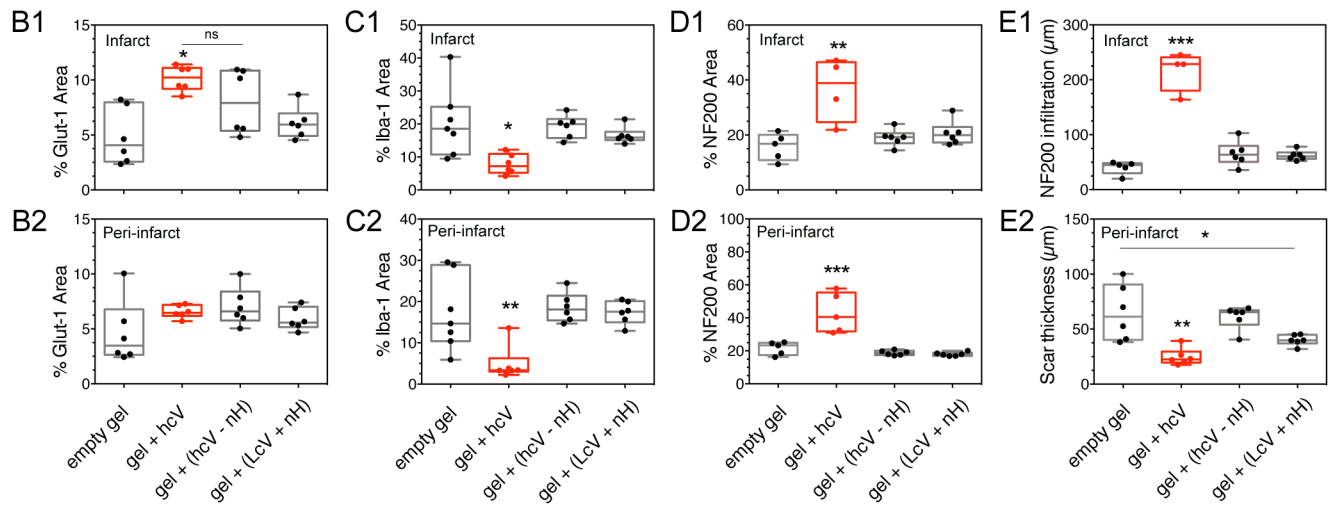 B1
% Glut-1 Area
15
10
5
0
Infarct
*
ns
C1
% Iba-1 Area
50
40
30
20
10
0
Infarct
*
D1
% NF200 Area
60
40
20
0
Infarct
**
E1
NF200 infiltration (µm)
300
200
100
0
Infarct
***
B2
% Glut-1 Area
15
10
5
0
Peri-infarct
empty gel
gel + hcV
gel + (hcV - nH)
gel + (LcV + nH)
C2
% Iba-1 Area
40
30
20
10
0
Peri-infarct
**
empty gel
gel + hcV
gel + (hcV - nH)
gel + (LcV + nH)
D2
% NF200 Area
100
80
60
40
20
0
Peri-infarct
***
empty gel
gel + hcV
gel + (hcV - nH)
gel + (LcV + nH)
E2
Scar thickness (µm)
150
100
50
0
Peri-infarct
*
**
empty gel
gel + hcV
gel + (hcV - nH)
gel + (LcV + nH)